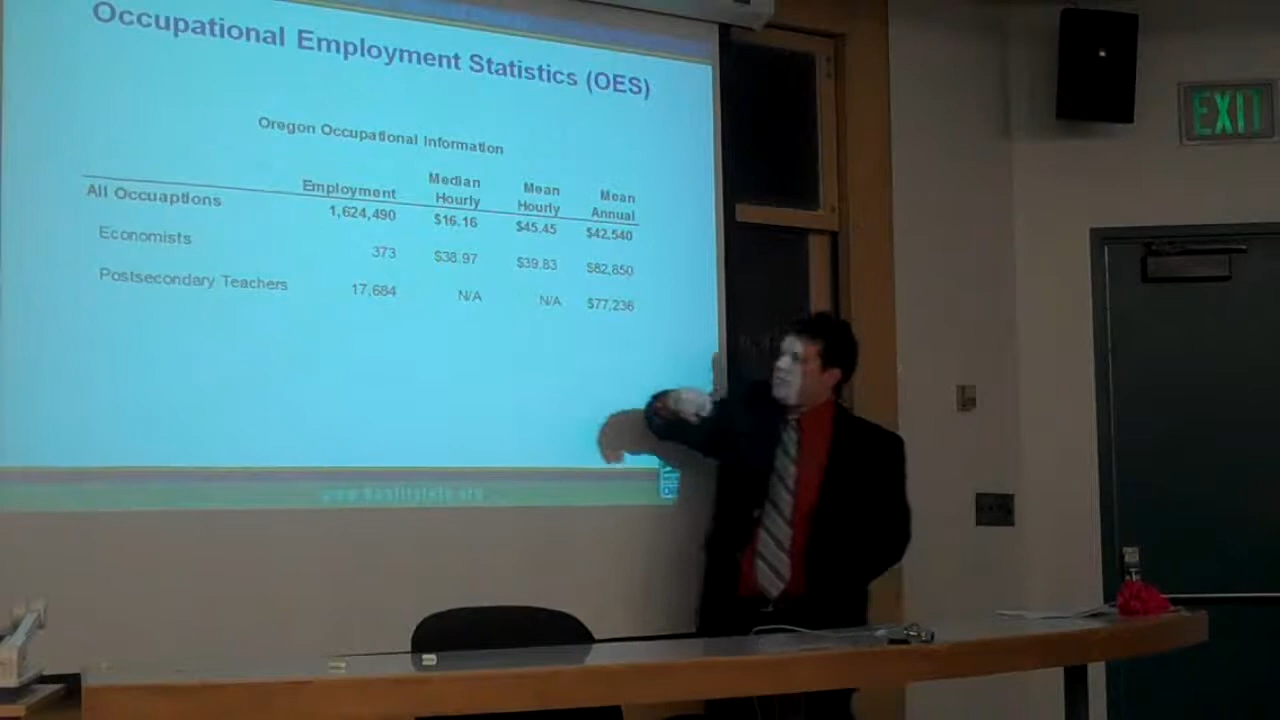 Occupational Employment Statistics (OES)
Oregon Occupational Information
Employment Median Hourly Mean Hourly Mean Annual
All Occuaptions 1,624,490 $16.16 $45.45 $42,540
Economists 373 $38.97 $39.83 $82,850
Postsecondary Teachers 17,684 N/A N/A $77,236
EXIT